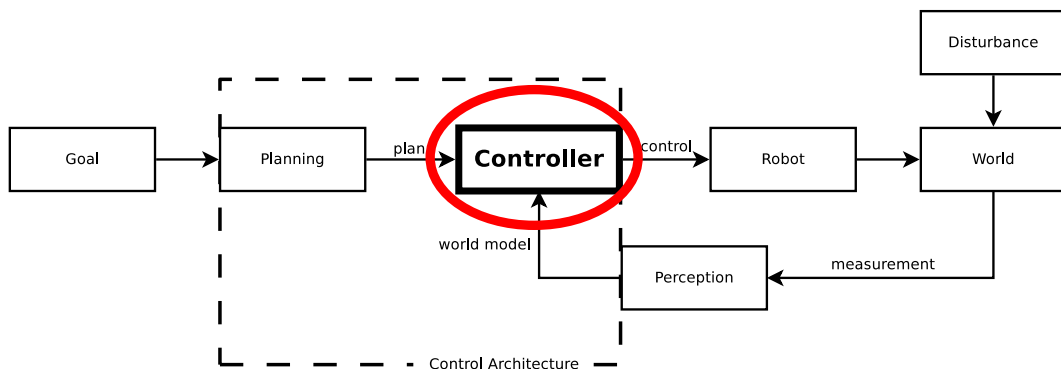 Disturbance
Goal
Planning
plan
Controller
control
Robot
World
world model
Perception
measurement
Control Architecture